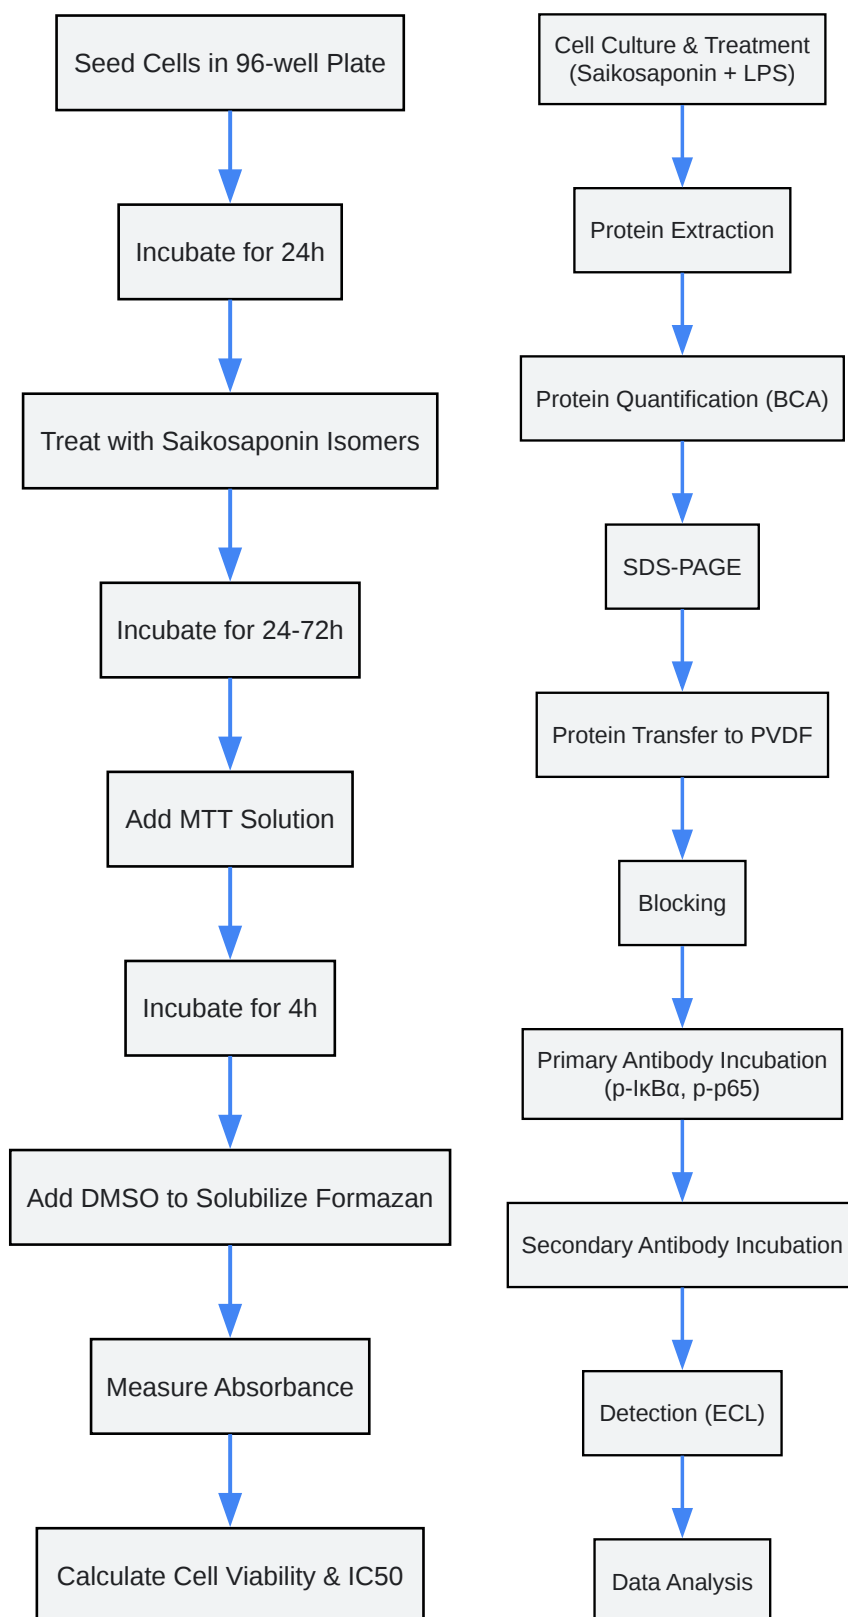 Seed Cells in 96-well Plate
Incubate for 24h
Treat with Saikosaponin Isomers
Incubate for 24-72h
Add MTT Solution
Incubate for 4h
Add DMSO to Solubilize Formazan
Measure Absorbance
Calculate Cell Viability & IC50
Cell Culture & Treatment
(Saikosaponin + LPS)
Protein Extraction
Protein Quantification (BCA)
SDS-PAGE
Protein Transfer to PVDF
Blocking
Primary Antibody Incubation
(p-IκBα, p-p65)
Secondary Antibody Incubation
Detection (ECL)
Data Analysis